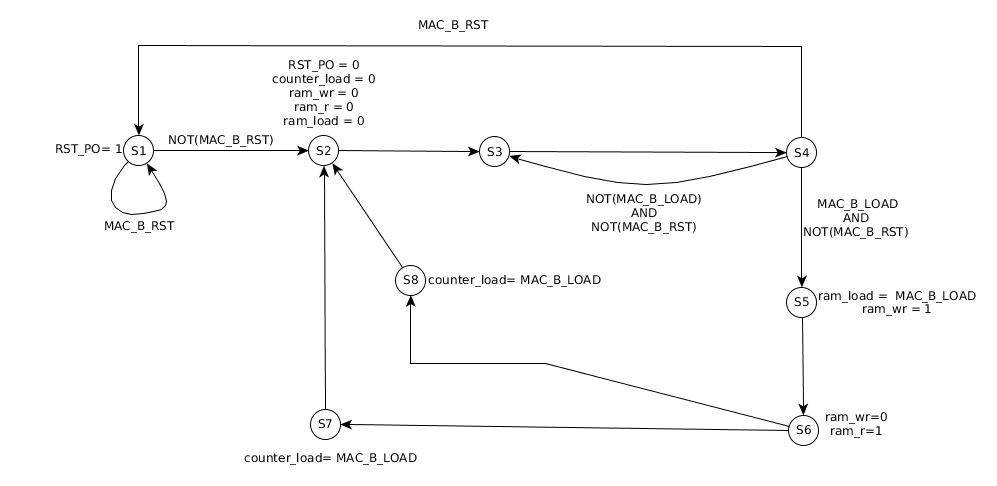 MAC_B_RST
RST_PO = 0
counter_load = 0
ram_wr = 0
ram_r = 0
ram_load = 0
RST_PO= 1
S1
NOT(MAC_B_RST)
S2
S3
S4
MAC_B_RST
NOT(MAC_B_LOAD)
AND
NOT(MAC_B_RST)
MAC_B_LOAD
AND
NOT(MAC_B_RST)
S8
counter_load= MAC_B_LOAD
S5
ram_load =  MAC_B_LOAD
ram_wr = 1
S7
counter_load= MAC_B_LOAD
S6
ram_wr=0
ram_r=1